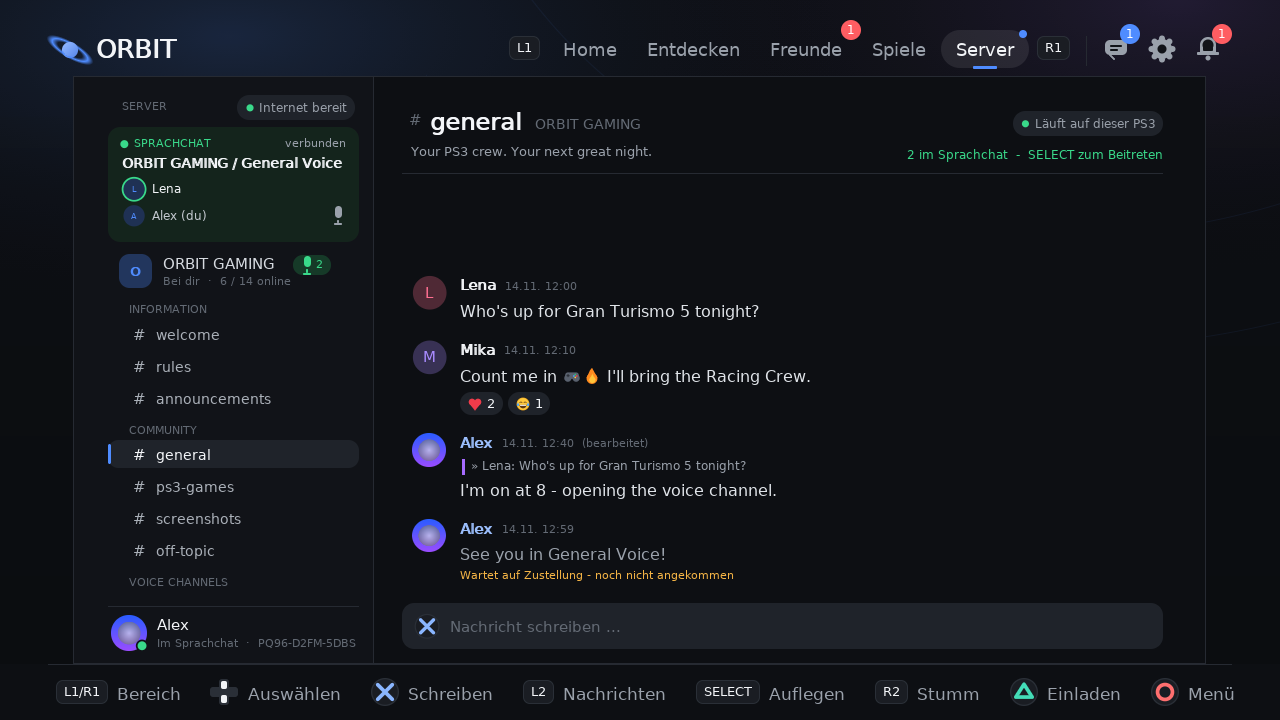 ORBIT
L1 Home Entdecken Freunde 1 Spiele Server R1 1 1
SERVER Internet bereit
SPRACHCHAT verbunden
ORBIT GAMING / General Voice
L Lena
A Alex (du)
O ORBIT GAMING 2
Bei dir · 6 / 14 online
INFORMATION
# welcome
# rules
# announcements
COMMUNITY
# general
# ps3-games
# screenshots
# off-topic
VOICE CHANNELS
Alex
Im Sprachchat · PQ96-D2FM-5DBS
# general ORBIT GAMING Läuft auf dieser PS3
Your PS3 crew. Your next great night. 2 im Sprachchat - SELECT zum Beitreten
L Lena 14.11. 12:00
Who's up for Gran Turismo 5 tonight?
M Mika 14.11. 12:10
Count me in 🎮🔥 I'll bring the Racing Crew.
❤️ 2 😄 1
Alex 14.11. 12:40 (bearbeitet)
» Lena: Who's up for Gran Turismo 5 tonight?
I'm on at 8 - opening the voice channel.
Alex 14.11. 12:59
See you in General Voice!
Wartet auf Zustellung - noch nicht angekommen
Nachricht schreiben ...
L1/R1 Bereich Auswählen Schreiben L2 Nachrichten SELECT Auflegen R2 Stumm Einladen Menü